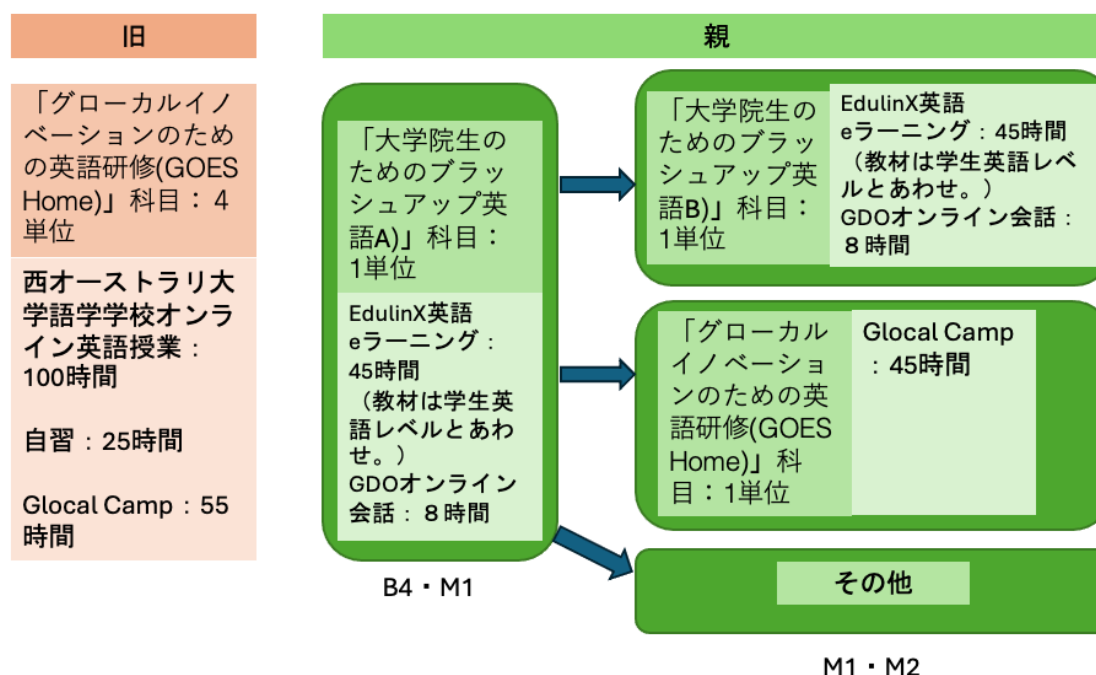 旧
「グローカルイノ
ベーションのため
の英語研修(GOES
Home)」科目：４
単位
西オーストラリ大
学語学学校オンラ
イン英語授業：
100時間
自習：25時間
Glocal Camp：55
時間
親
「大学院生の
ためのブラッ
シュアップ英
語A)」科目：
1単位
EdulinX英語
eラーニング：
45時間
（教材は学生英
語レベルとあわ
せ。）
GDOオンライン
会話：８時間
B4・M1
「大学院生の
ためのブラッ
シュアップ英
語B)」科目：
1単位
EdulinX英語
eラーニング：45時間
（教材は学生英語レベ
ルとあわせ。）
GDOオンライン会話：
８時間
「グローカル
イノベーショ
ンのための英
語研修(GOES
Home)」科
目：1単位
Glocal Camp
：45時間
その他
M1・M2